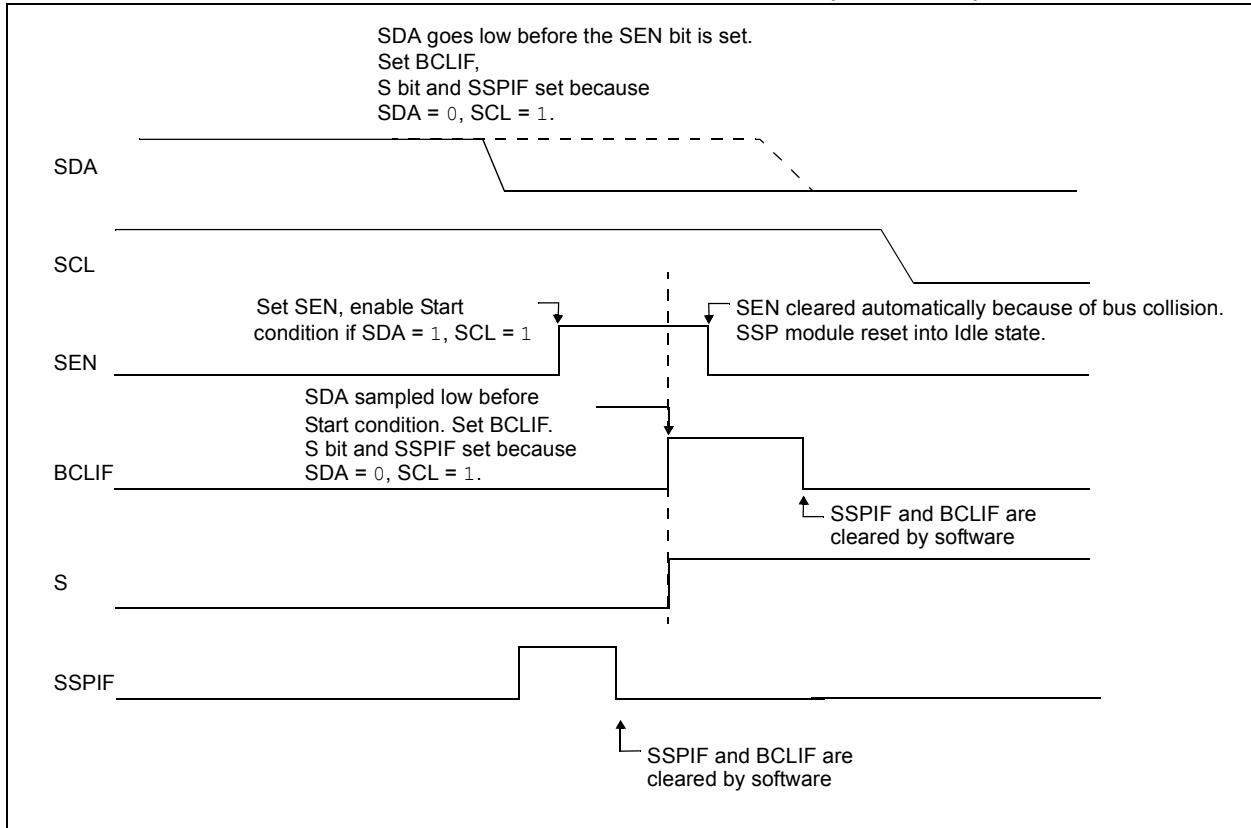 SDA goes low before the SEN bit is set.
Set BCLIF,
S bit and SSPIF set because
SDA = 0, SCL = 1.
SDA
SCL
Set SEN, enable Start
condition if SDA = 1, SCL = 1
SEN cleared automatically because of bus collision.
SSP module reset into Idle state.
SEN
SDA sampled low before
Start condition. Set BCLIF.
S bit and SSPIF set because
SDA = 0, SCL = 1.
BCLIF
SSPIF and BCLIF are
cleared by software
S
SSPIF
SSPIF and BCLIF are
cleared by software